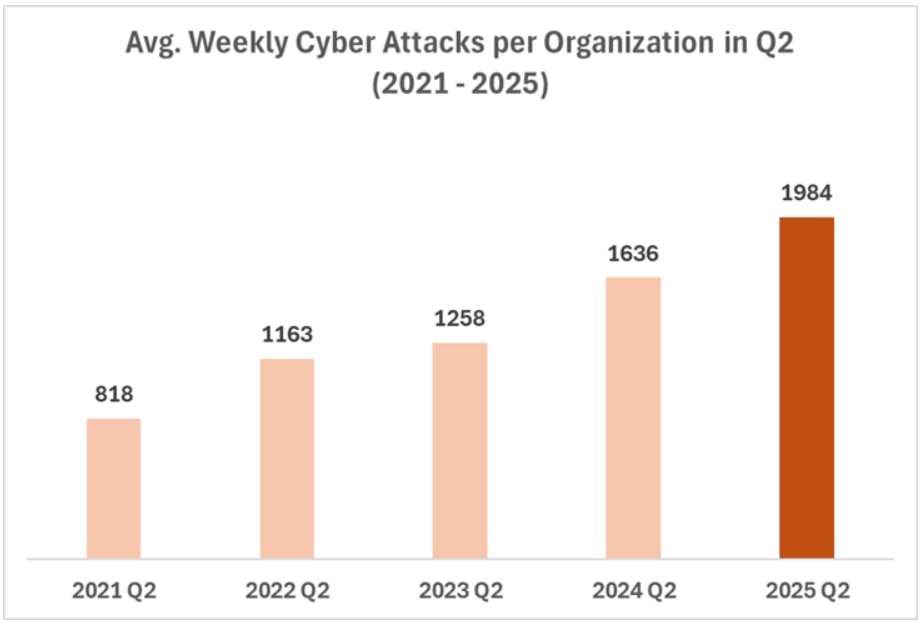 Avg. Weekly Cyber Attacks per Organization in Q2
(2021 - 2025)
1984
1636
1258
1163
818
2021 Q2
2022 Q2
2023 Q2
2024 Q2
2025 Q2